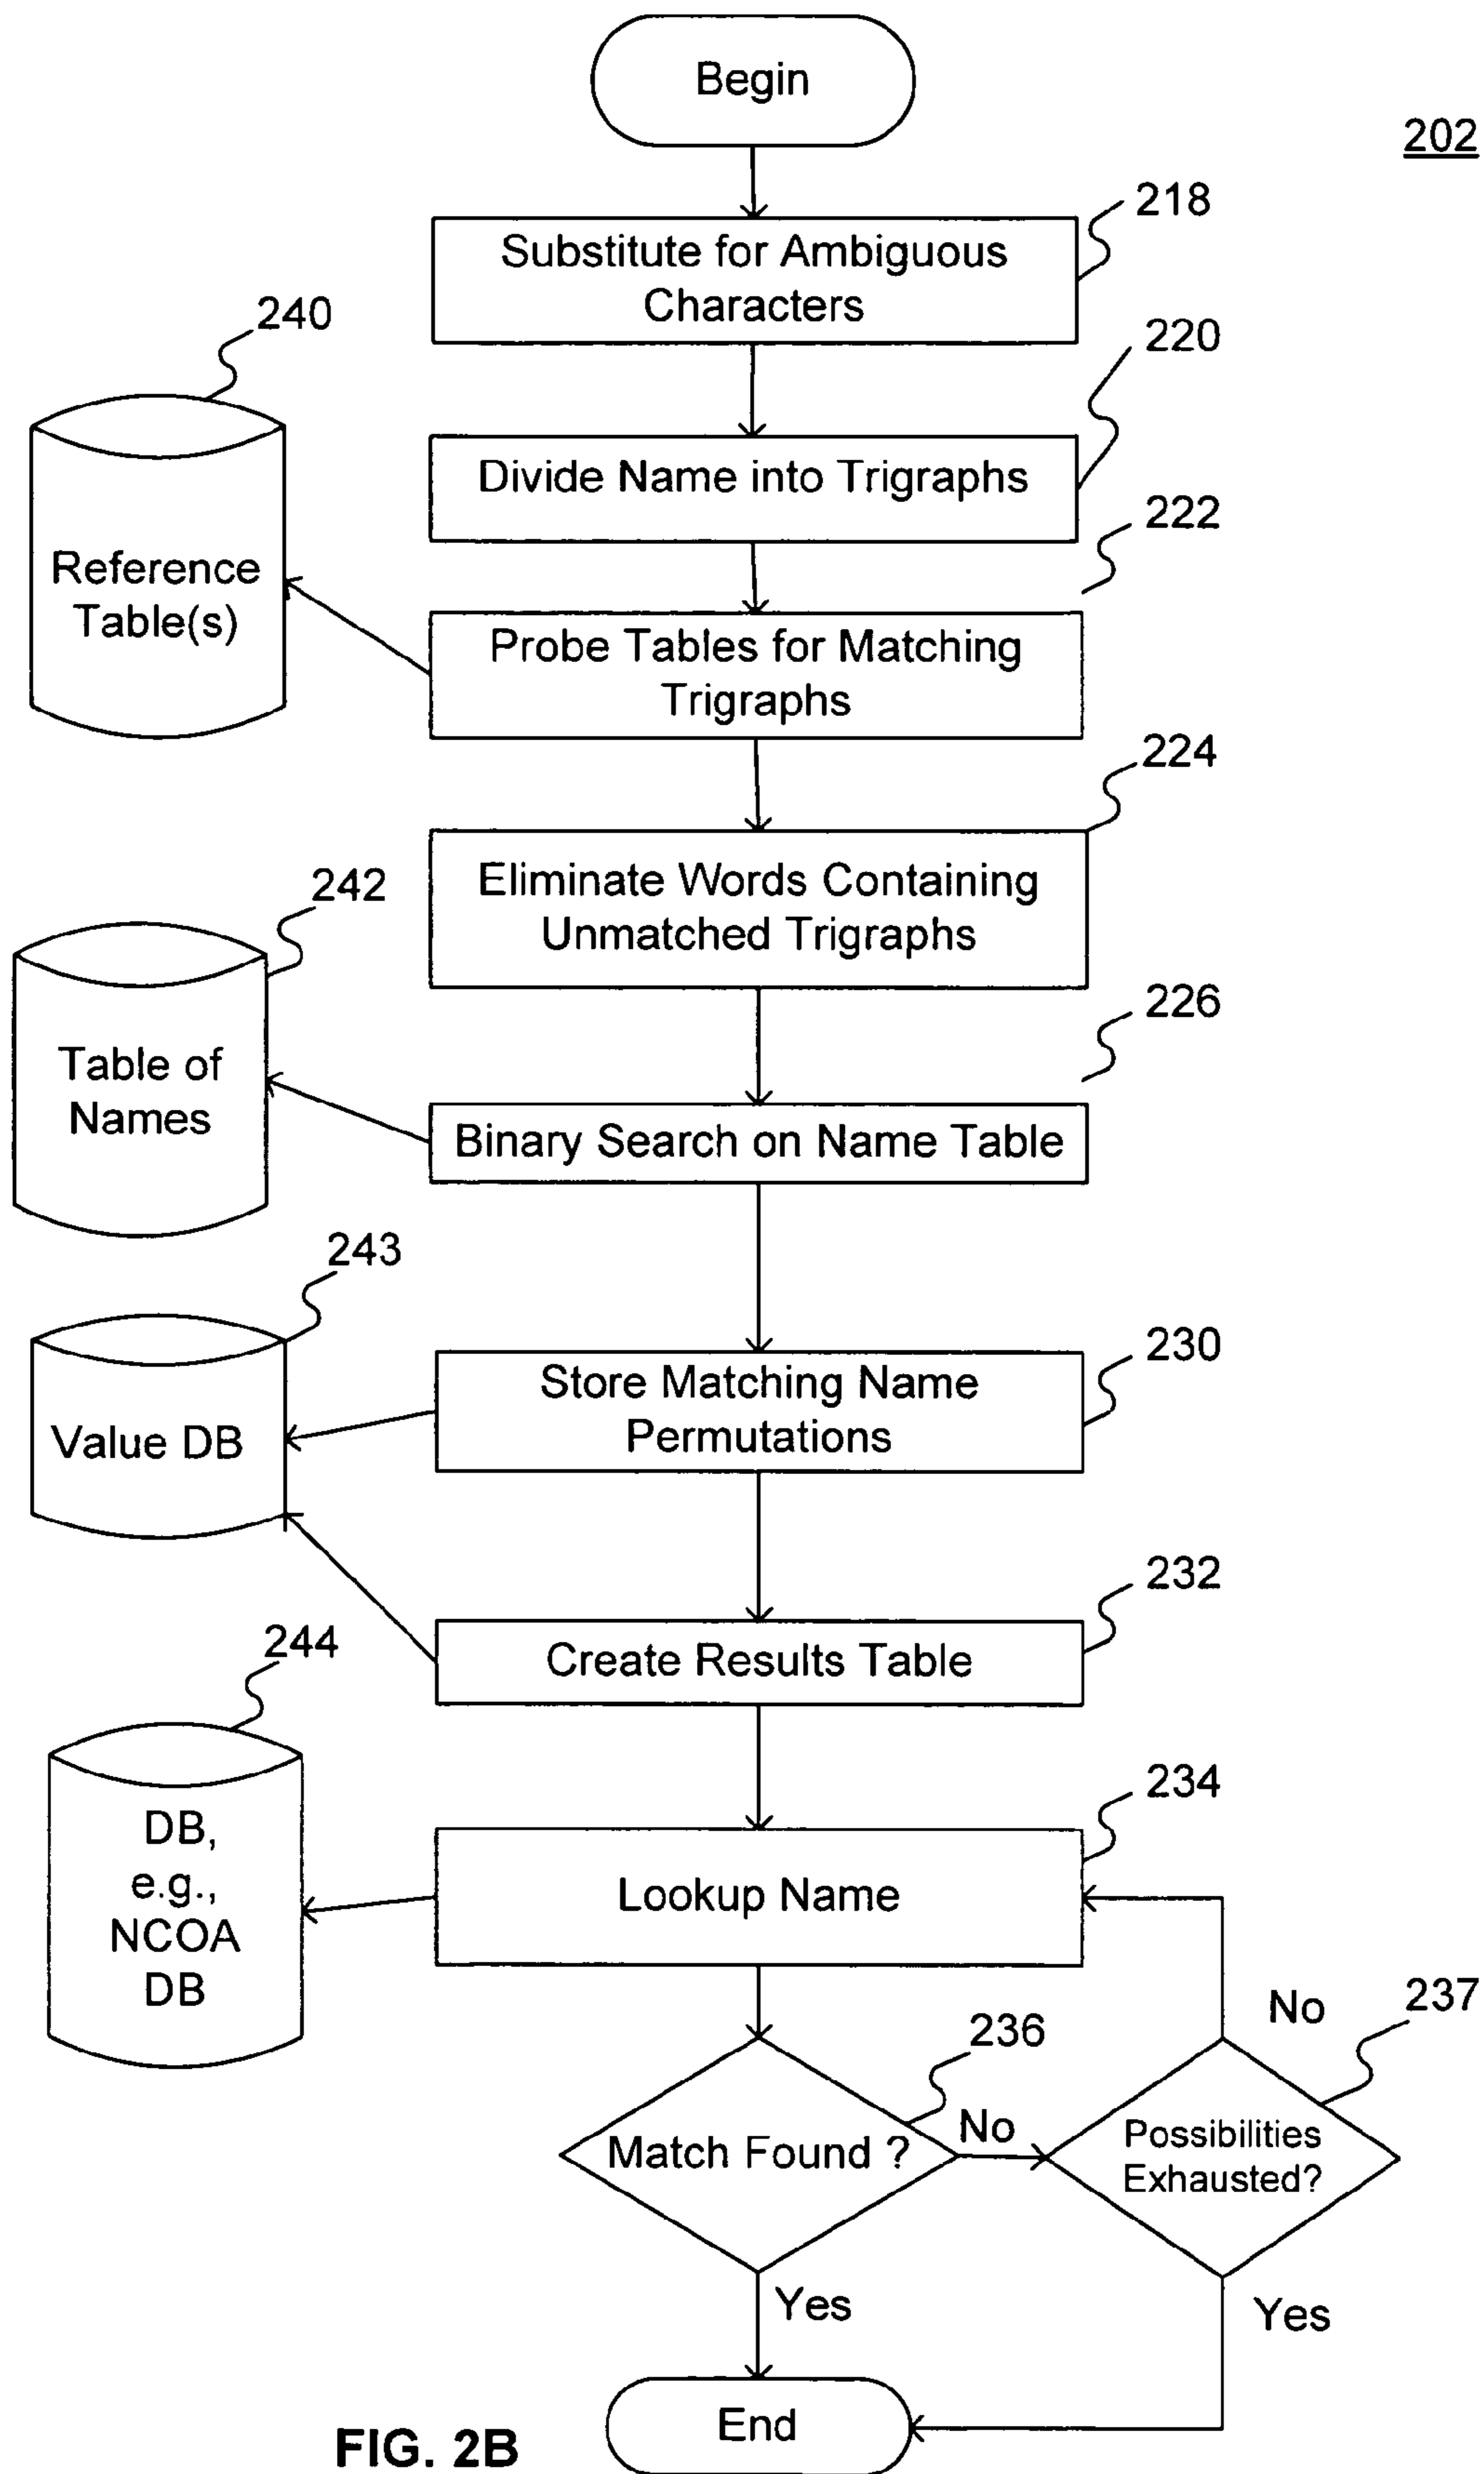 Begin
202
218
Substitute for Ambiguous
Characters
240
220
Divide Name into Trigraphs
222
Reference
Table(s)
Probe Tables for Matching
Trigraphs
224
Eliminate Words Containing
Unmatched Trigraphs
242
226
Table of
Names
Binary Search on Name Table
243
230
Store Matching Name
Permutations
Value DB
232
Create Results Table
244
234
DB,
e.g.,
NCOA
DB
Lookup Name
236
No
237
Match Found ?
No
Possibilities
Exhausted?
Yes
Yes
End
FIG. 2B